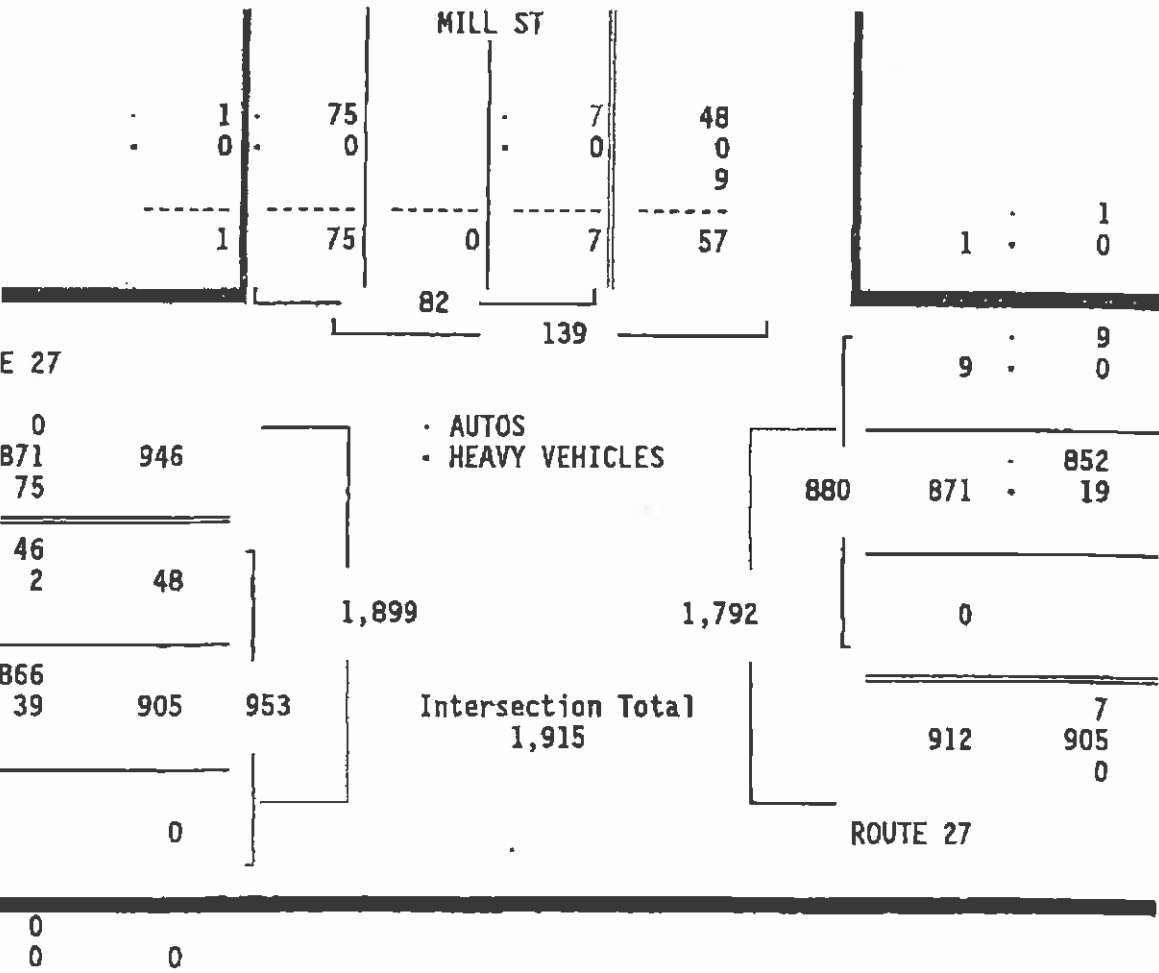 MILL ST
· 1 · 75 · 7 48
· 0 · 0 · 0 0
9
1 75 0 7 57
· 1
1 · 0
82
139
· 9
E 27
9 · 0
0
· AUTOS
871 946
· HEAVY VEHICLES
· 852
75
880 871 · 19
46
2 48
1,899 1,792 0
866
39 905 953 Intersection Total
7
1,915
912 905
0
0
ROUTE 27
0
0 0